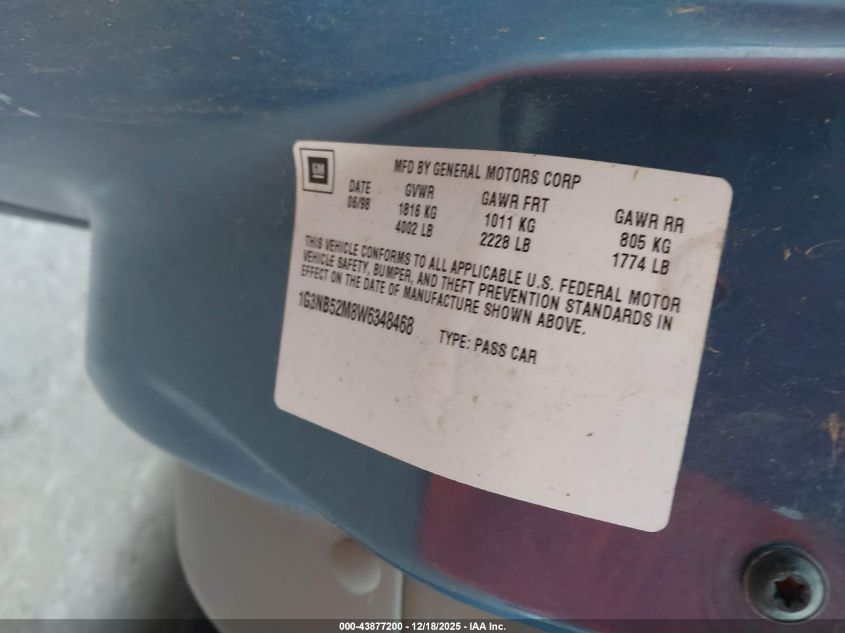 GM
MFD BY GENERAL MOTORS CORP
DATE GVWR GAWR FRT GAWR RR
06/98 1816 KG 1011 KG 805 KG
4002 LB 2228 LB 1774 LB
THIS VEHICLE CONFORMS TO ALL APPLICABLE U.S. FEDERAL MOTOR
VEHICLE SAFETY, BUMPER, AND THEFT PREVENTION STANDARDS IN
EFFECT ON THE DATE OF MANUFACTURE SHOWN ABOVE.
1G3NB52M8W6348468 TYPE: PASS CAR
000-43877200 - 12/18/2025 - IAA Inc.